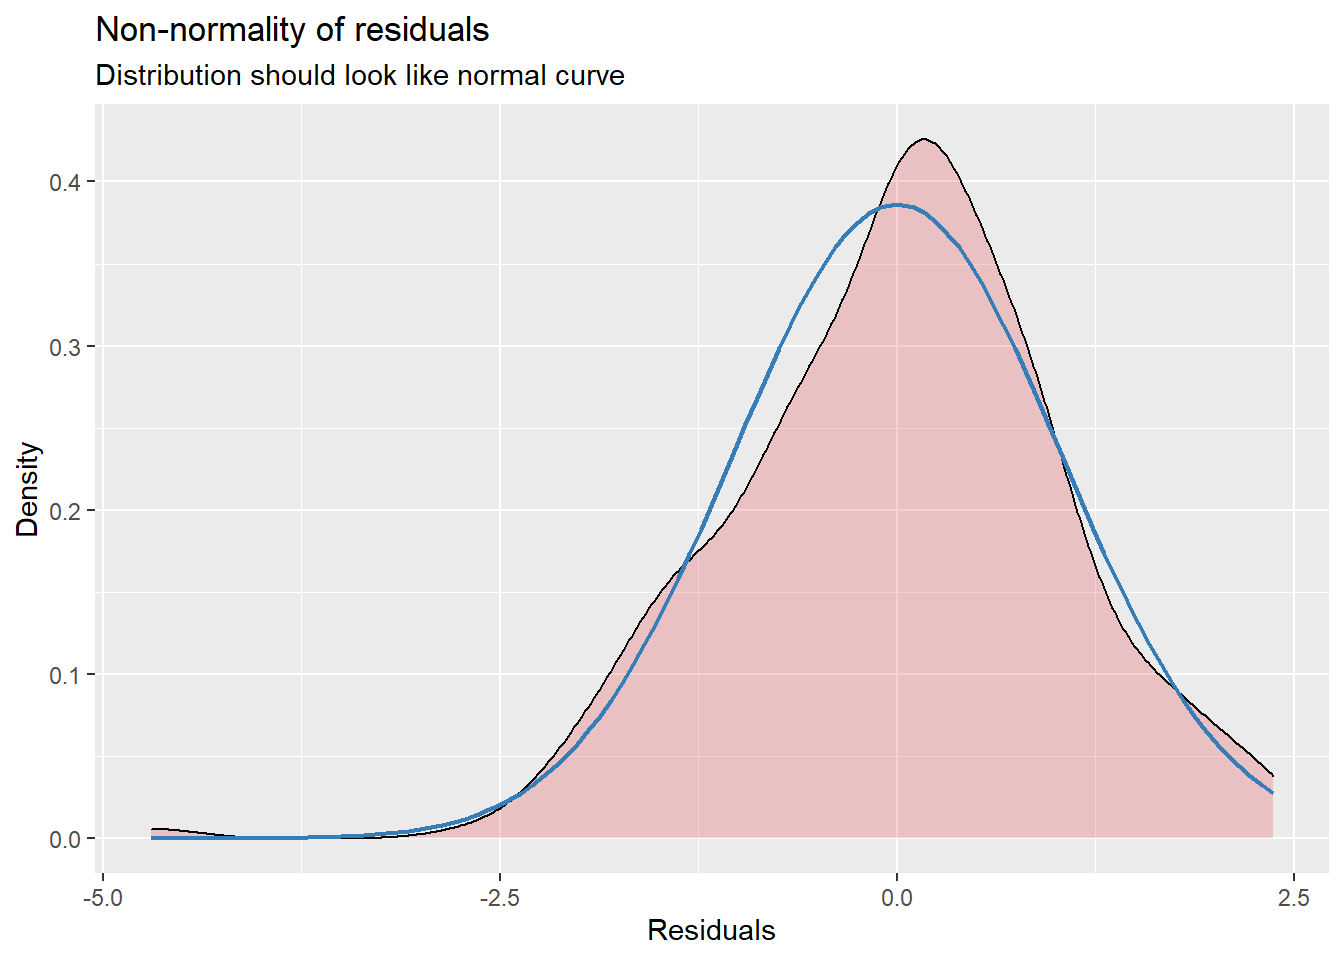 Non-normality of residuals
Distribution should look like normal curve
0.4
0.3
0.2
0.1
0.0
Density
-5.0 -2.5 0.0 2.5
Residuals